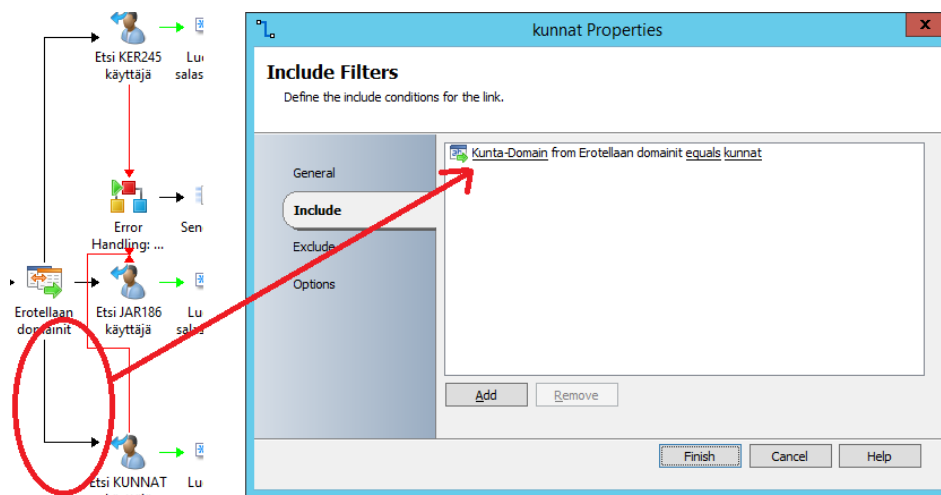 Etsi KER245
käyttäjä
salas
Error
Handling: ...
Sen
Erotellaan
domainit
Etsi JAR186
käyttäjä
Lu
Etsi KUNNAT
Lu
kunnat Properties
x
Include Filters
Define the include conditions for the link.
General
Include
Exclude
Options
Kunta-Domain from Erotellaan domainit equals kunnat
Add
Remove
Finish
Cancel
Help